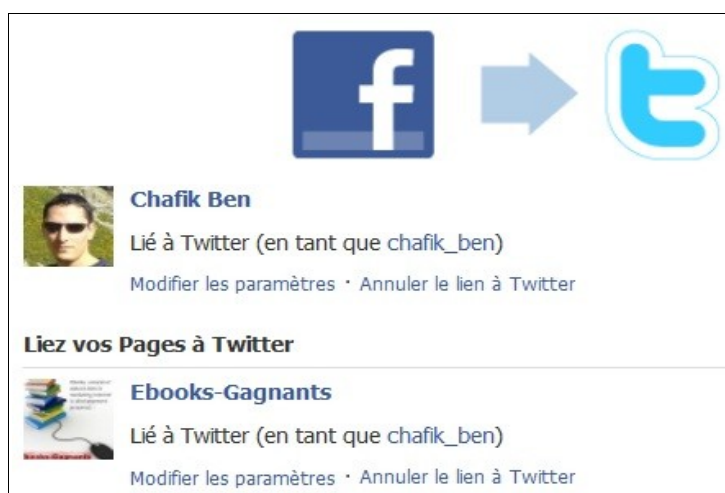 Chafik Ben
Lié à Twitter (en tant que chafik_ben)
Modifier les paramètres · Annuler le lien à Twitter
Liez vos Pages à Twitter
Ebooks-Gagnants
Lié à Twitter (en tant que chafik_ben)
Modifier les paramètres · Annuler le lien à Twitter